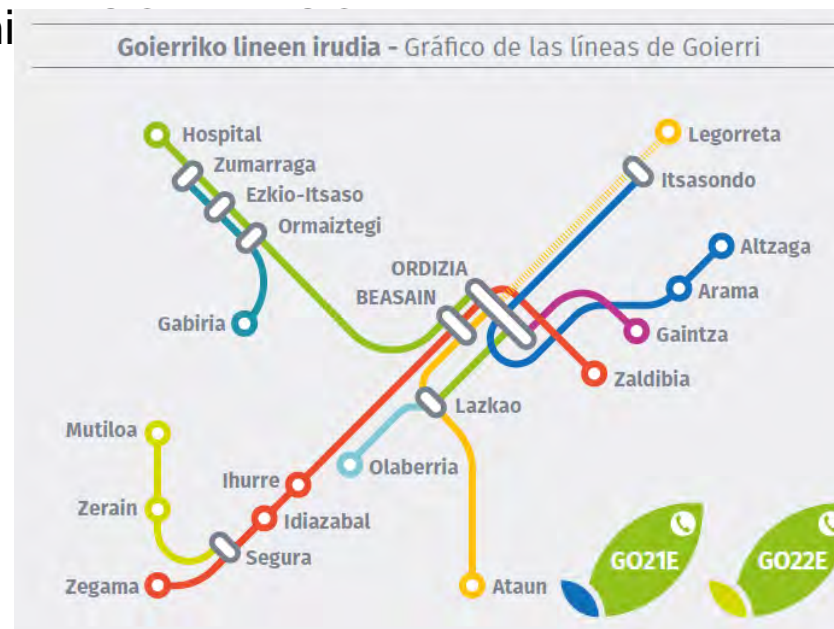 Goierriko lineen irudia - Gráfico de las líneas de Goierri
Hospital
Zumarraga
Ezkio-Itsaso
Ormaiztegi
Gabiria
Legorreta
Itsasondo
Altzaga
Arama
Gaintza
Zaldibia
ORDIZIA
BEASAIN
Lazkao
Olaberria
Mutiloa
Zerain
Ihurre
Idiazabal
Segura
Zegama
Ataun
GO21E
GO22E